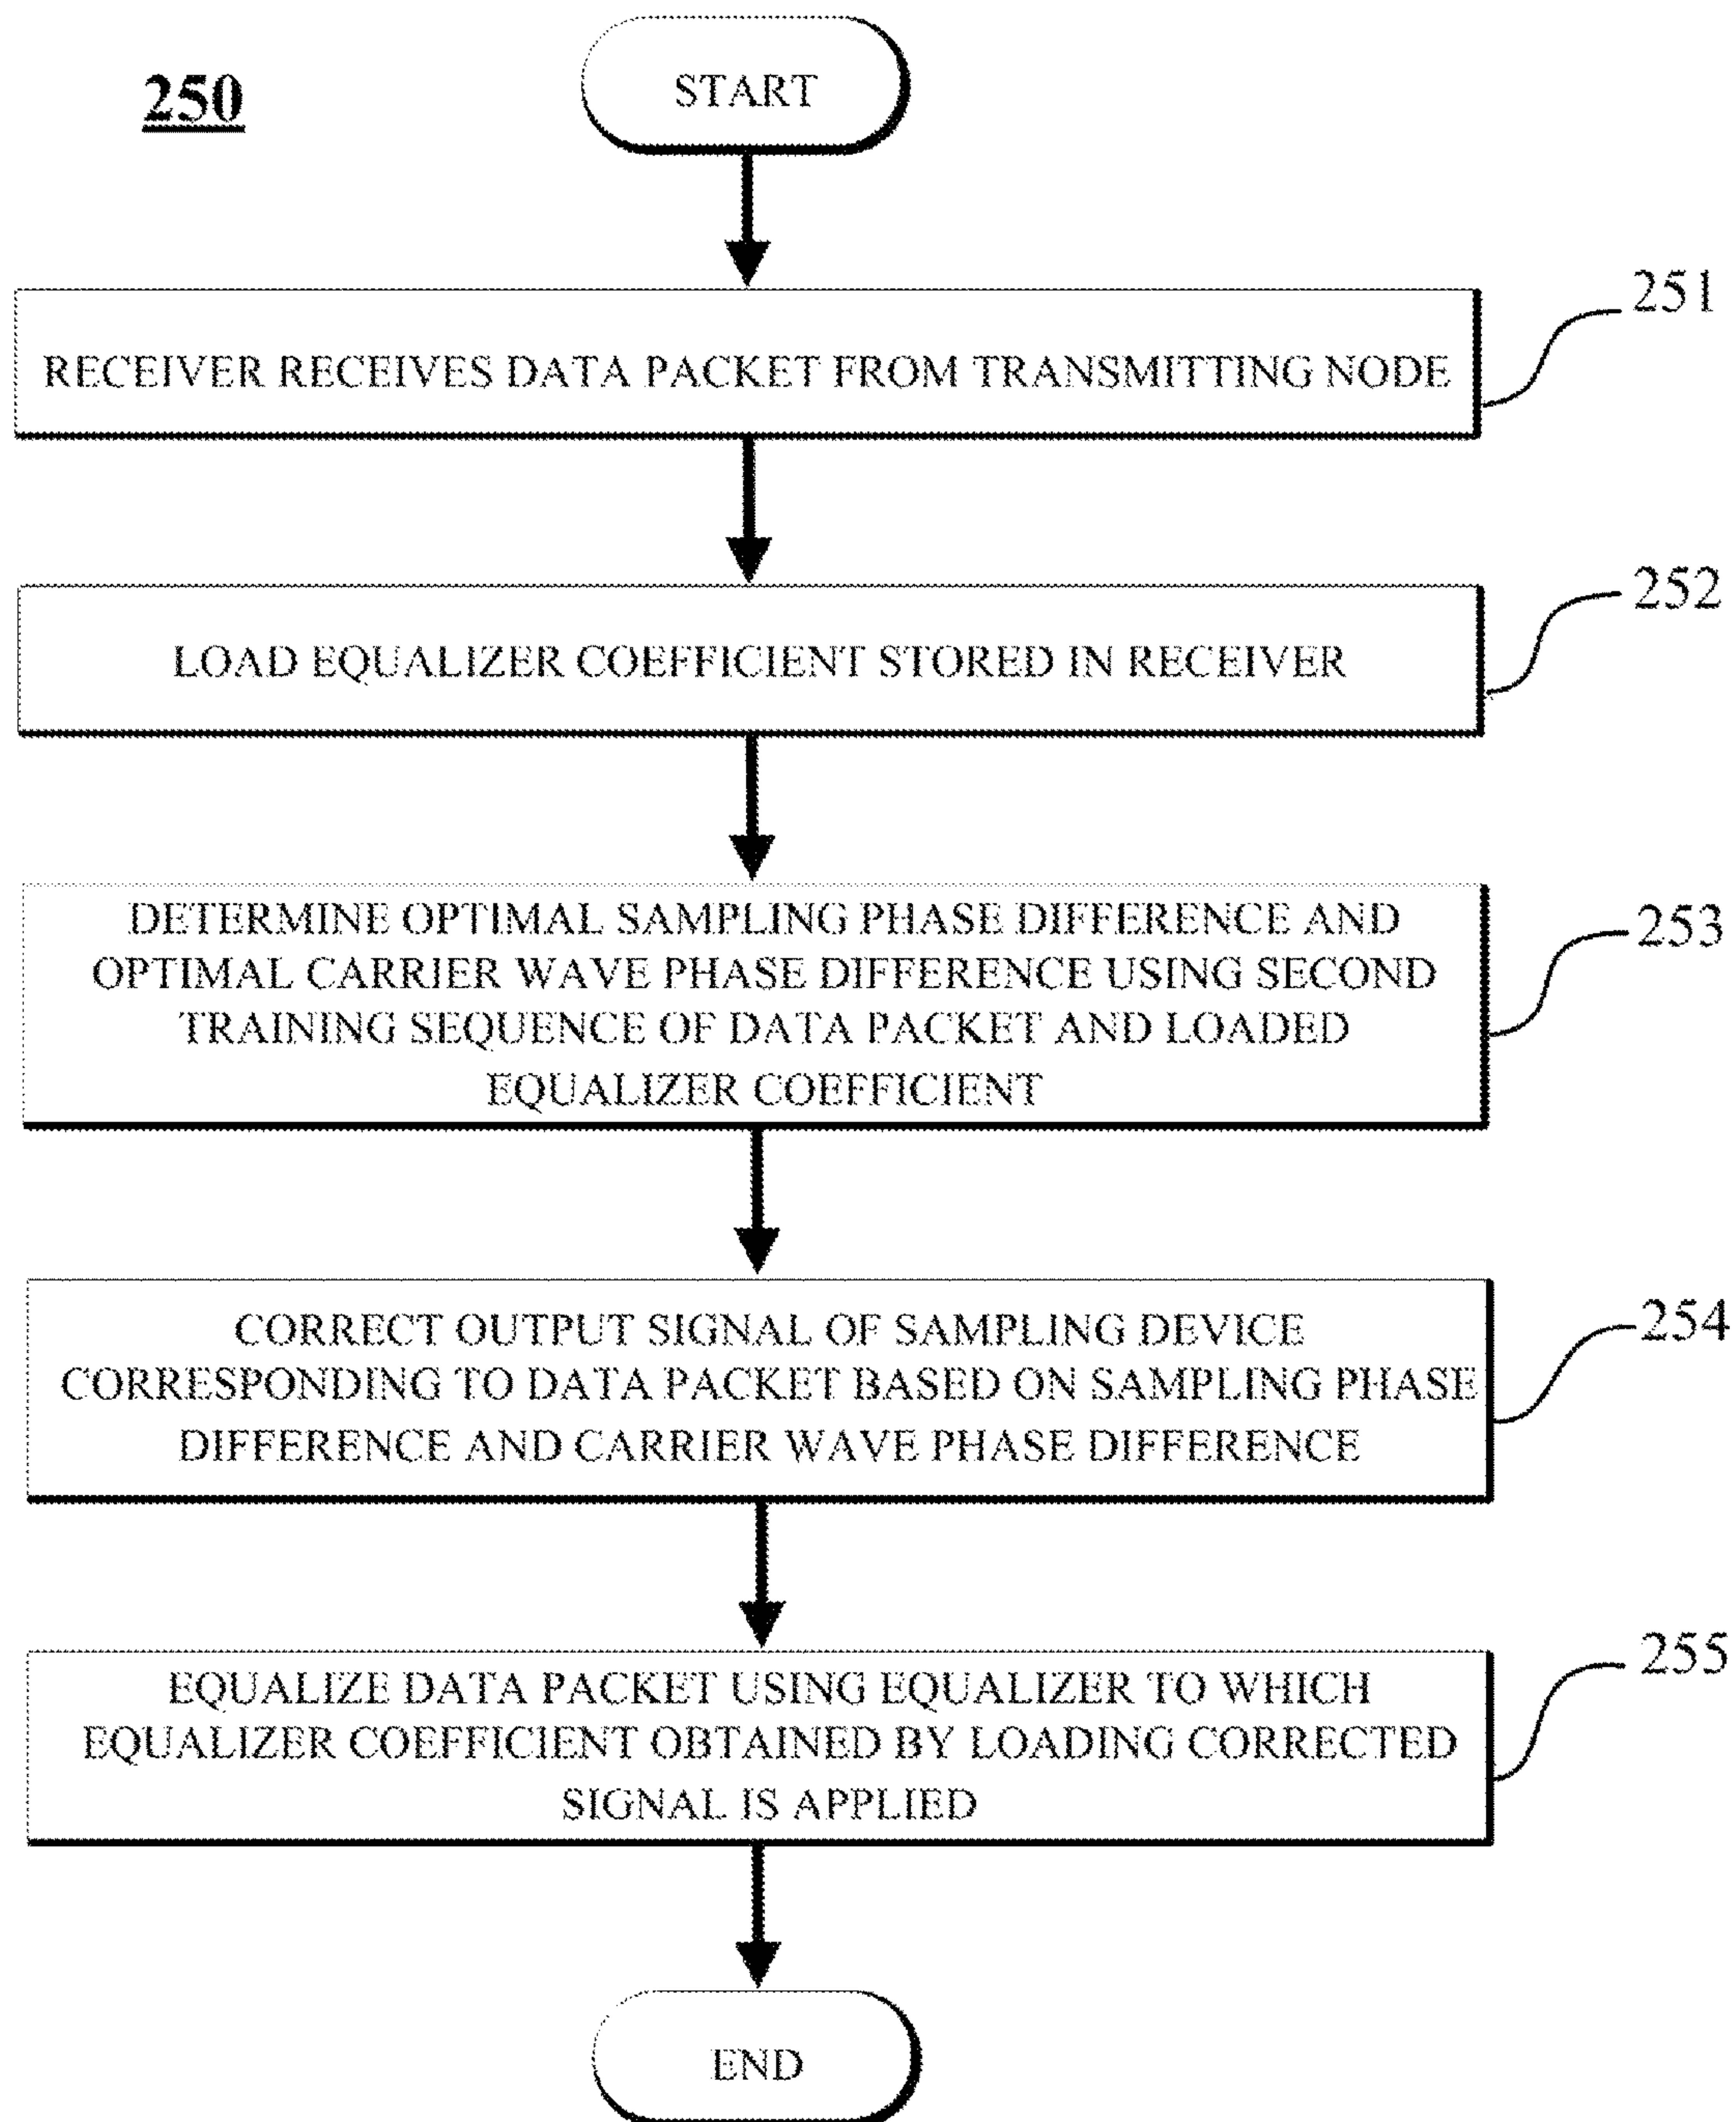 250
START
RECEIVER RECEIVES DATA PACKET FROM TRANSMITTING NODE
251
LOAD EQUALIZER COEFFICIENT STORED IN RECEIVER
252
DETERMINE OPTIMAL SAMPLING PHASE DIFFERENCE AND
OPTIMAL CARRIER WAVE PHASE DIFFERENCE USING SECOND
TRAINING SEQUENCE OF DATA PACKET AND LOADED
EQUALIZER COEFFICIENT
253
CORRECT OUTPUT SIGNAL OF SAMPLING DEVICE
CORRESPONDING TO DATA PACKET BASED ON SAMPLING PHASE
DIFFERENCE AND CARRIER WAVE PHASE DIFFERENCE
254
EQUALIZE DATA PACKET USING EQUALIZER TO WHICH
EQUALIZER COEFFICIENT OBTAINED BY LOADING CORRECTED
SIGNAL IS APPLIED
255
END